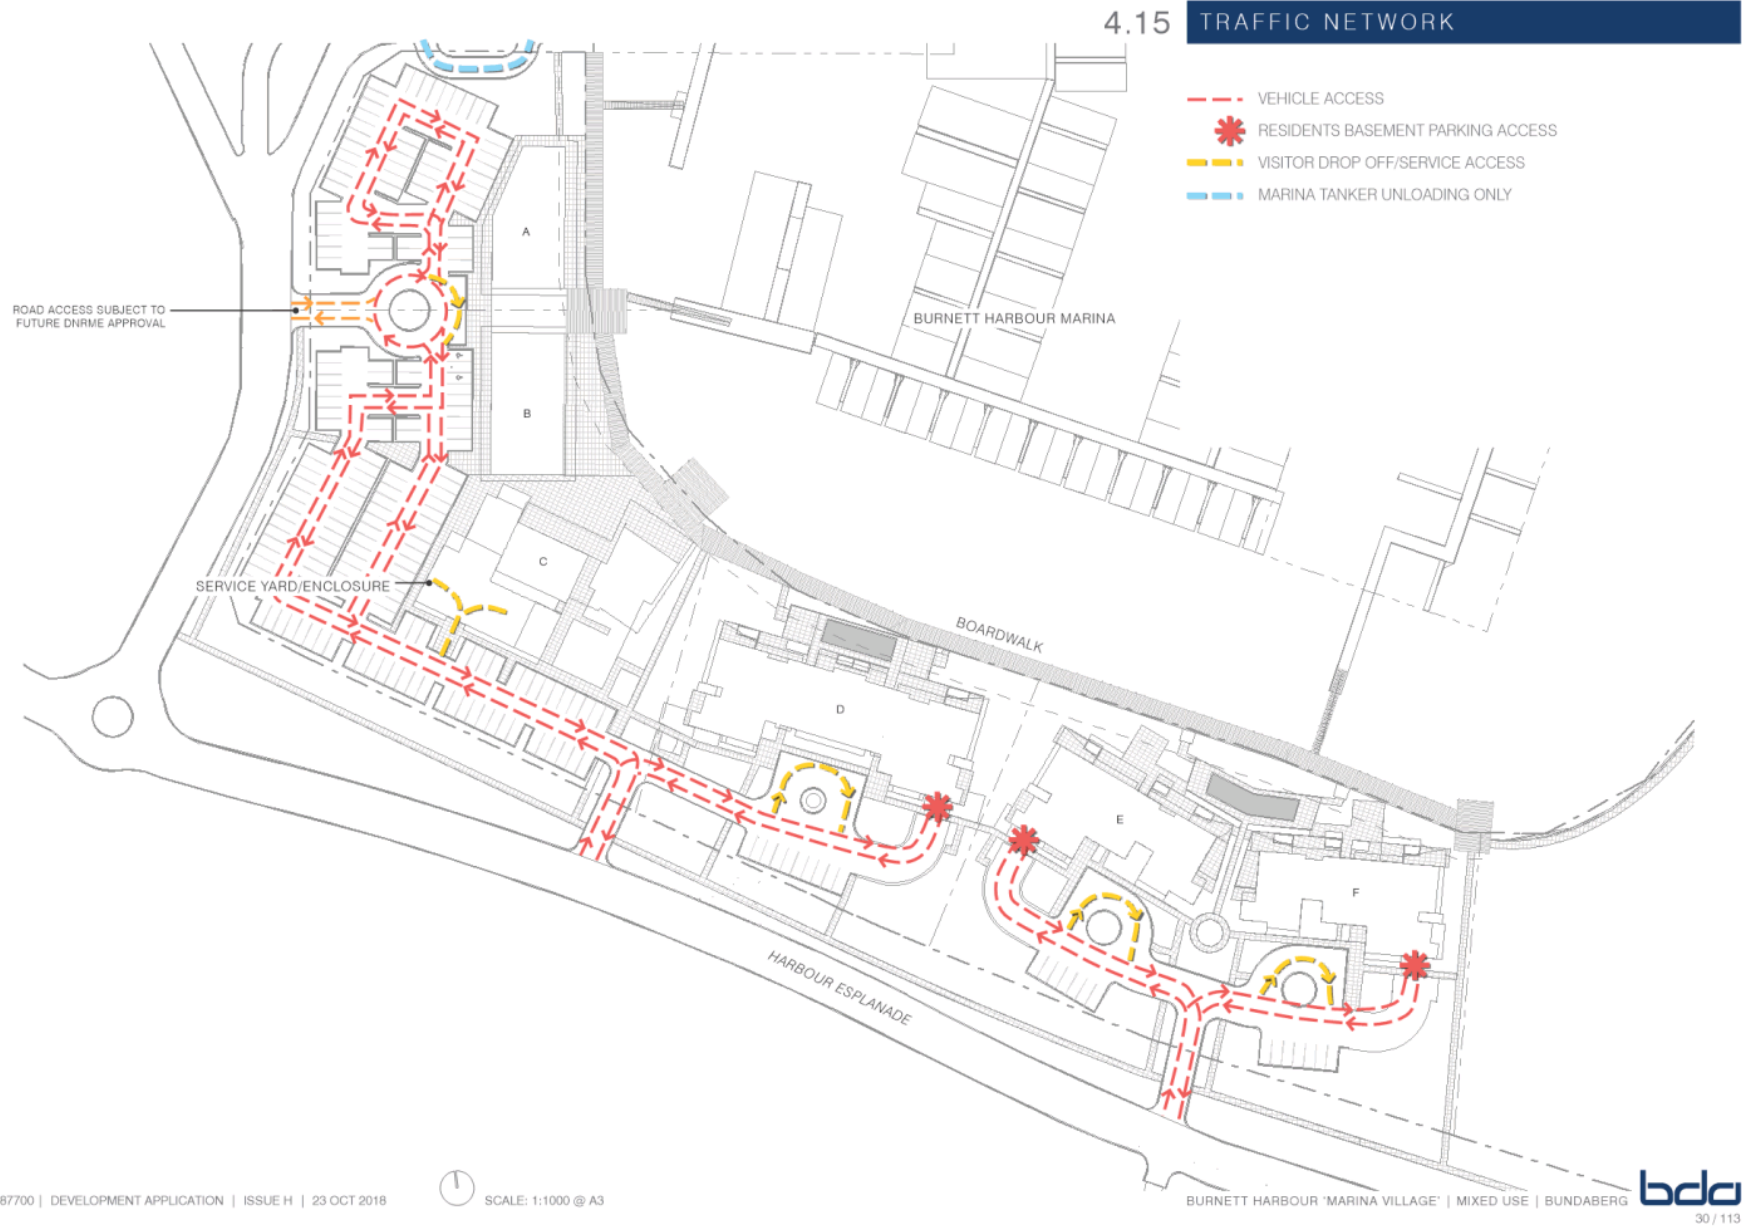 4.15 TRAFFIC NETWORK
VEHICLE ACCESS
RESIDENTS BASEMENT PARKING ACCESS
VISITOR DROP OFF/SERVICE ACCESS
MARINA TANKER UNLOADING ONLY
A
ROAD ACCESS SUBJECT TO
FUTURE DNRME APPROVAL
BURNETT HARBOUR MARINA
B
C
SERVICE YARD/ENCLOSURE
BOARDWALK
D
E
F
HARBOUR ESPLANADE
87700 | DEVELOPMENT APPLICATION | ISSUE H | 23 OCT 2018
SCALE: 1:1000 @ A3
BURNETT HARBOUR 'MARINA VILLAGE' | MIXED USE | BUNDABERG
bda
30 / 113